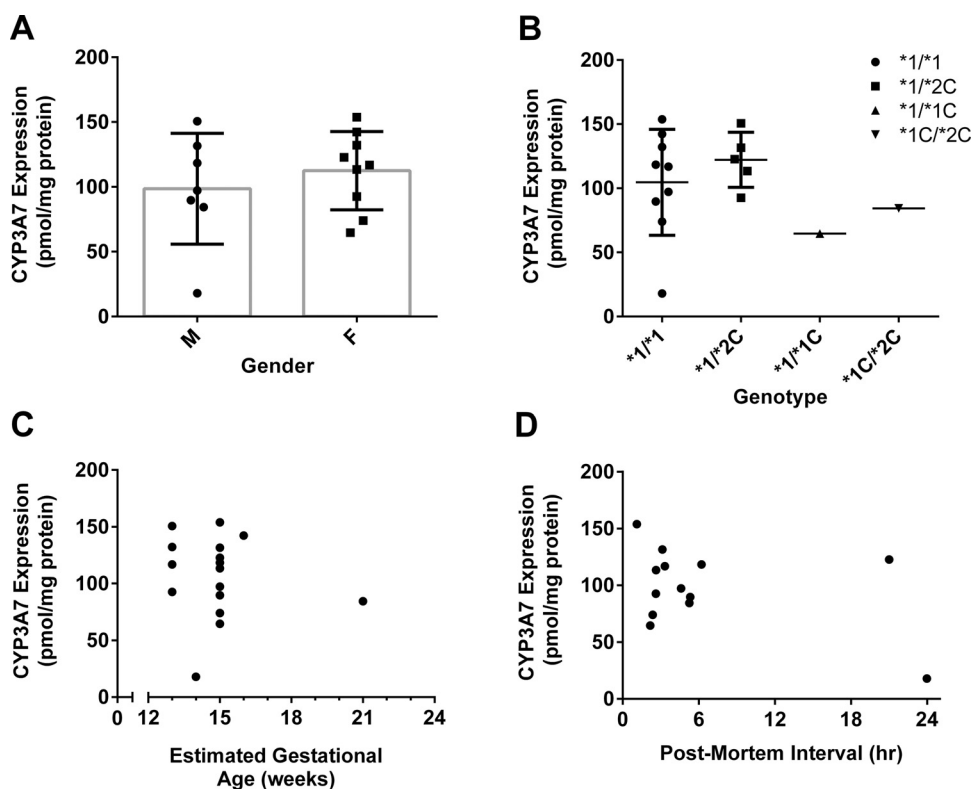 A
CYP3A7 Expression
(pmol/mg protein)
200
150
100
50
0
M
F
Gender
B
CYP3A7 Expression
(pmol/mg protein)
200
150
100
50
0
*1/*1
*1/*2C
*1/*1C
*1C/*2C
*1/*1
*1/*2C
*1/*1C
*1C/*2C
Genotype
C
CYP3A7 Expression
(pmol/mg protein)
200
150
100
50
0
0 12 15 18 21 24
Estimated Gestational
Age (weeks)
D
CYP3A7 Expression
(pmol/mg protein)
200
150
100
50
0
0 6 12 18 24
Post-Mortem Interval (hr)